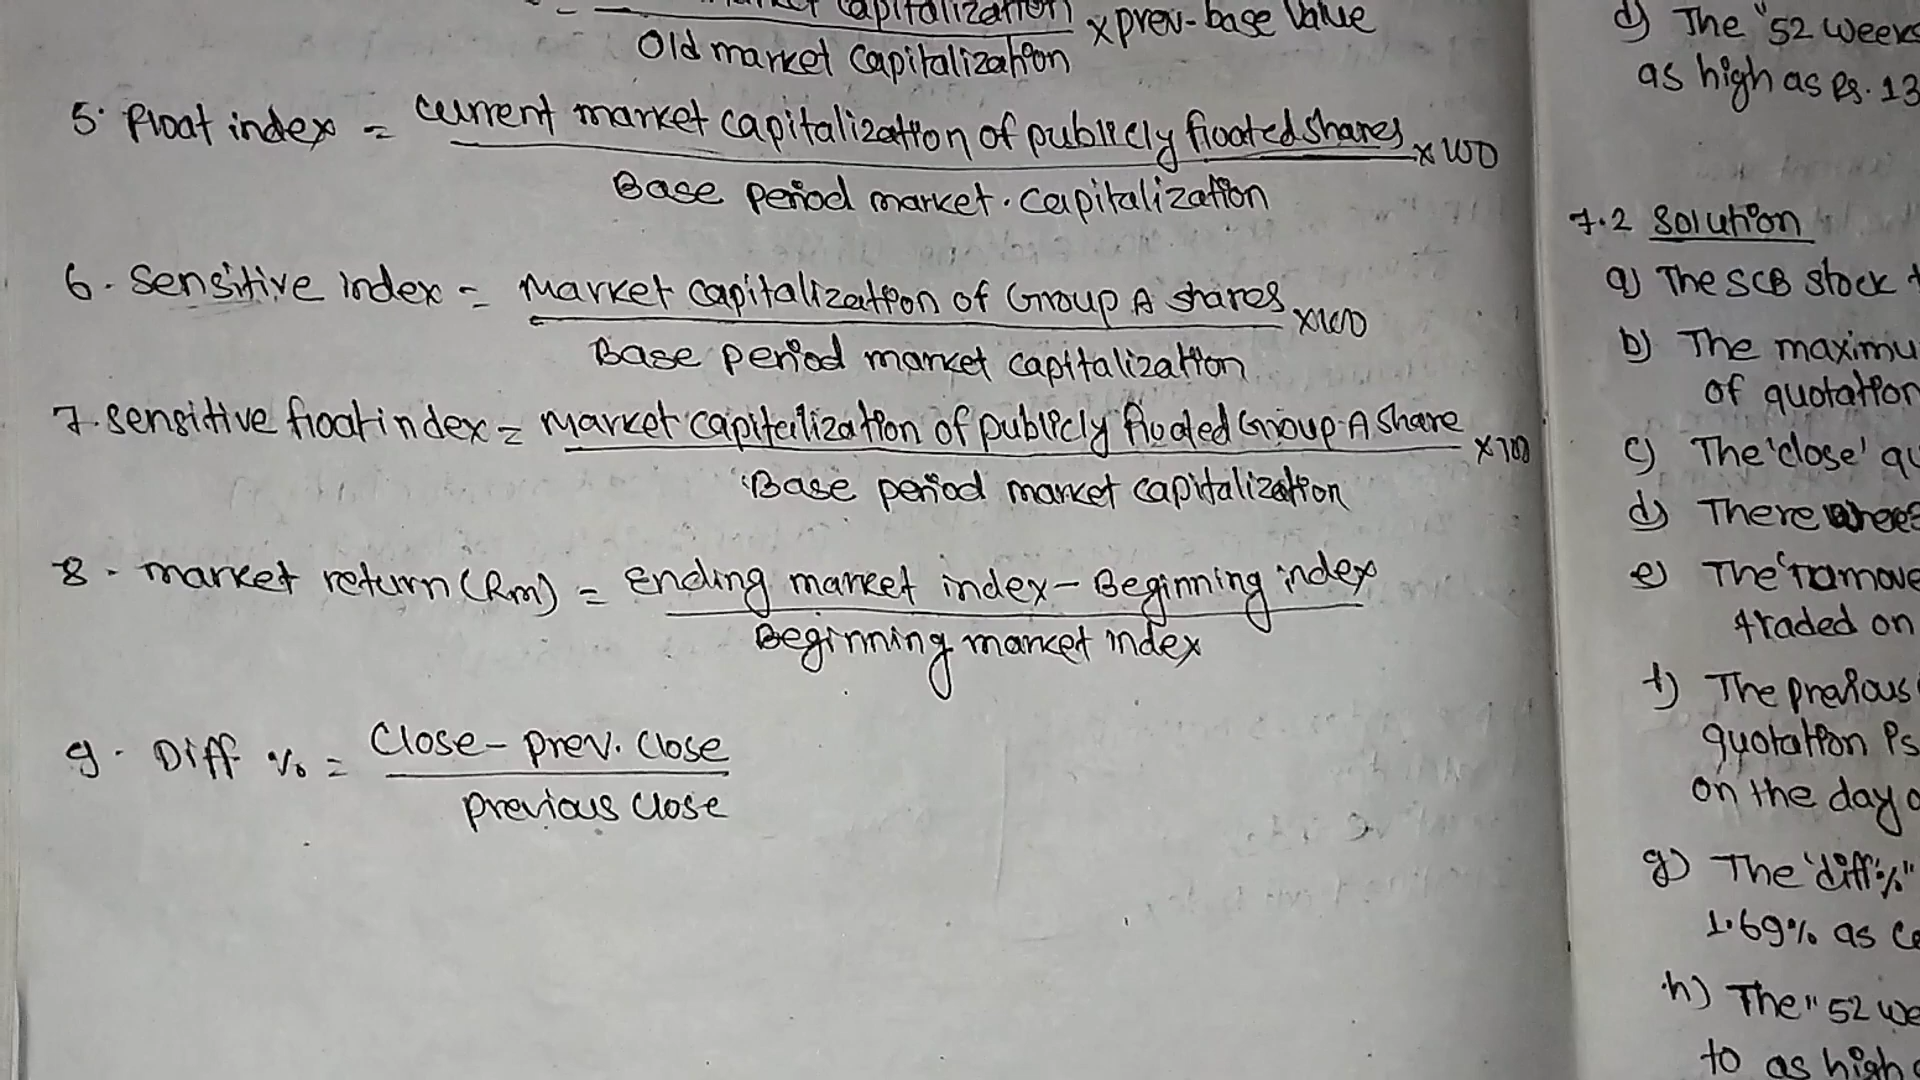 capitalization x prev-base value
Old market capitalization
5. Float index = current market capitalization of publicly floated shares x 100
Base period market capitalization
6. Sensitive index = Market capitalization of Group A shares x100
Base period market capitalization
7. Sensitive float index = Market capitalization of publicly floated Group A share x 100
Base period market capitalization
8. market return (Rm) = Ending market index - Beginning index
Beginning market index
9. Diff % = Close - prev. close
previous close
d) The "52 weeks
as high as Rs. 13
7.2 Solution
a) The SCB stock
b) The maximu
of quotation
c) The 'close'
d) There
e) The
traded on
f) The previous
quotation Ps
on the day
g) The 'diff%"
1.69% as
h) The "52 we
to as high